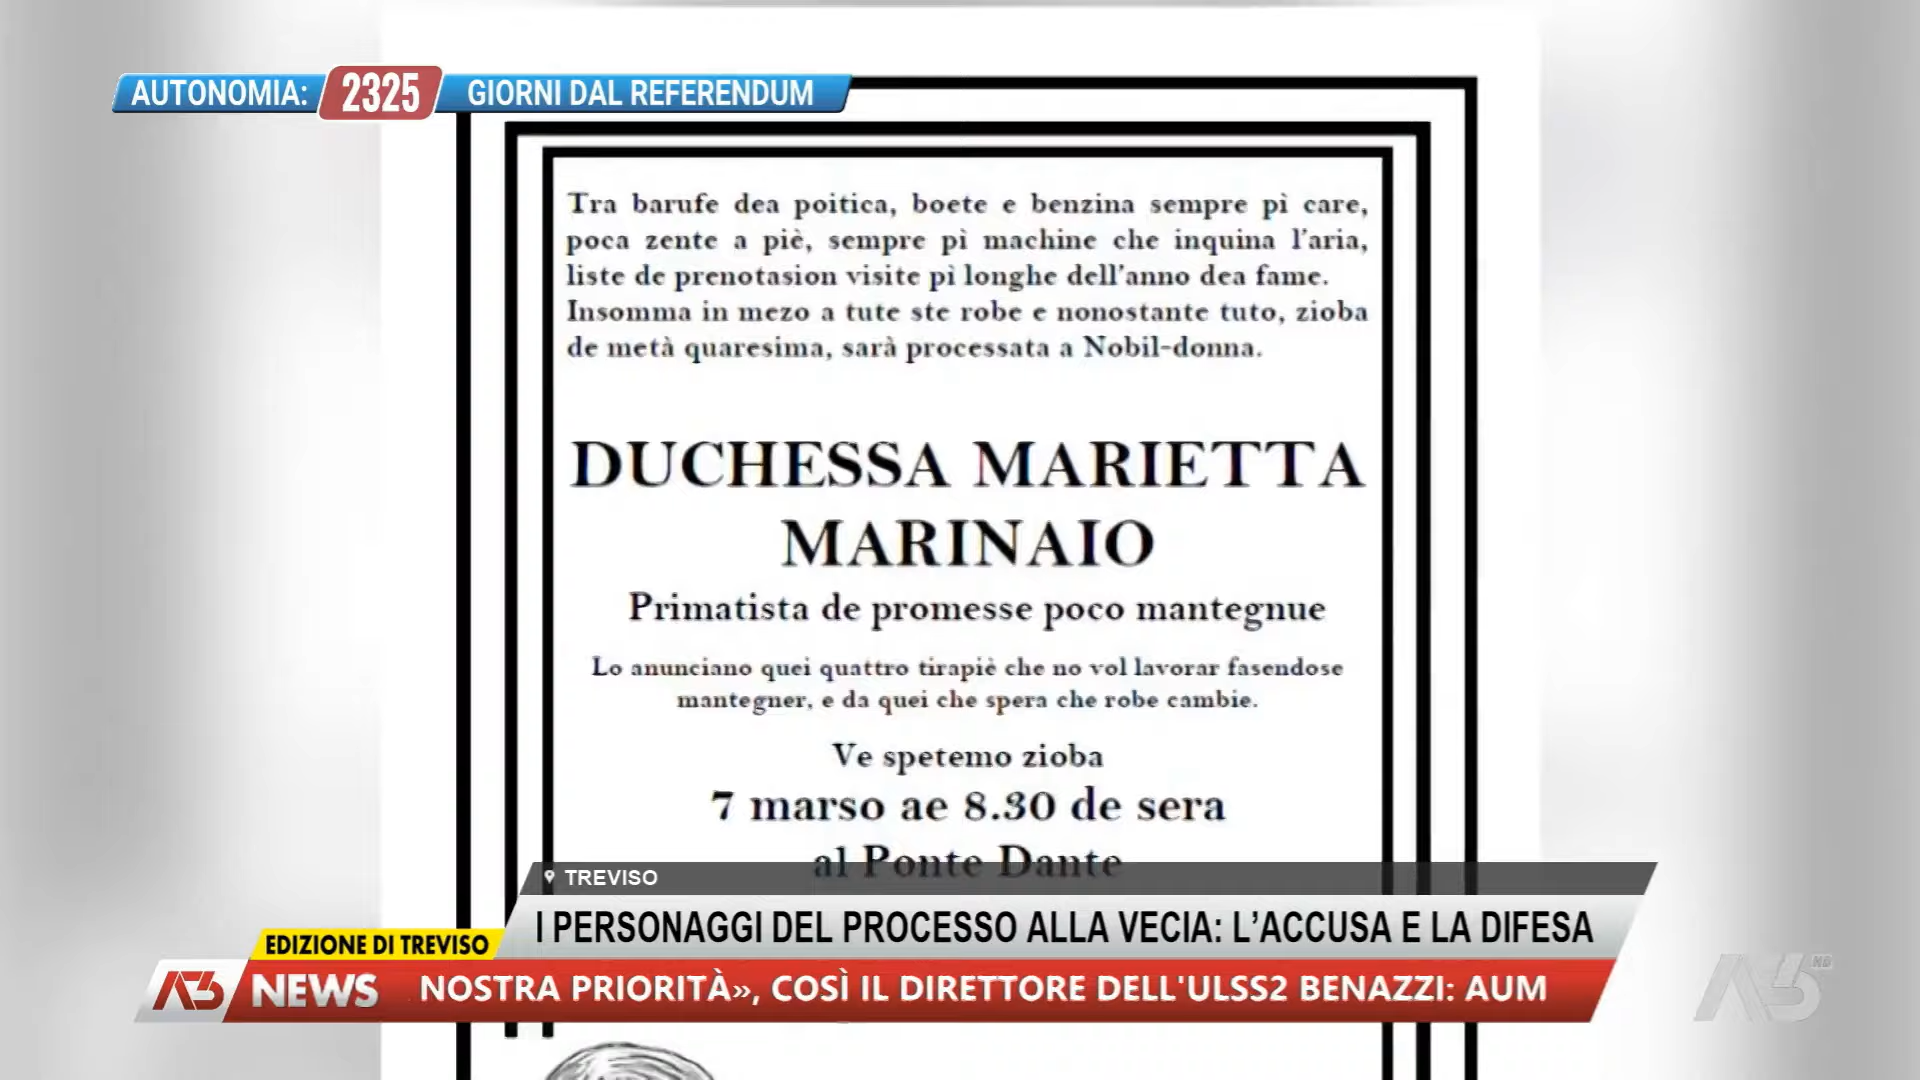 AUTONOMIA: 2325 GIORNI DAL REFERENDUM
Tra barufe dea poitica, boete e benzina sempre pì care,
poca zente a piè, sempre pì machine che inquina l'aria,
liste de prenotasion visite pì longhe dell'anno dea fame.
Insomma in mezo a tute ste robe e nonostante tuto, zioba
de metà quaresima, sarà processata a Nobil-donna.
DUCHESSA MARIETTA
MARINAIO
Primatista de promesse poco mantegnue
Lo anunciano quei quattro tirapiè che no vol lavorar fasendose
mantegner, e da quei che spera che robe cambie.
Ve spetemo zioba
7 marso ae 8.30 de sera
al Ponte Dante
TREVISO
I PERSONAGGI DEL PROCESSO ALLA VECIA: L'ACCUSA E LA DIFESA
EDIZIONE DI TREVISO
A3 NEWS NOSTRA PRIORITÀ», COSÌ IL DIRETTORE DELL'ULSS2 BENAZZI: AUM
A3 HD